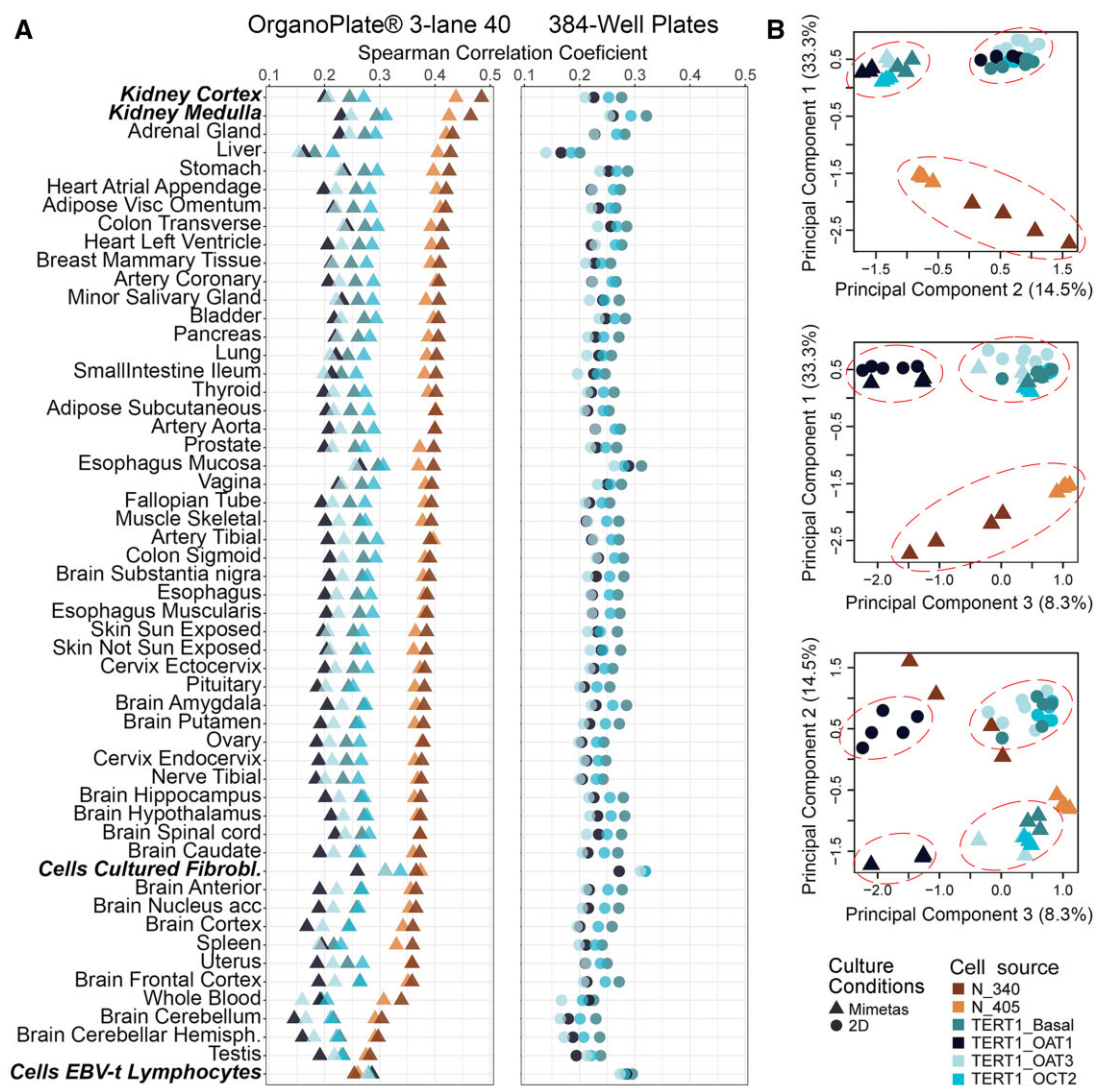 A
OrganoPlate® 3-lane 40
384-Well Plates
Spearman Correlation Coeficient
0.1 0.2 0.3 0.4 0.5
0.1 0.3 0.5
Kidney Cortex
Kidney Medulla
Adrenal Gland
Liver
Stomach
Heart Atrial Appendage
Adipose Visc Omentum
Colon Transverse
Heart Left Ventricle
Breast Mammary Tissue
Artery Coronary
Minor Salivary Gland
Bladder
Pancreas
Lung
SmallIntestine Ileum
Thyroid
Adipose Subcutaneous
Artery Aorta
Prostate
Esophagus Mucosa
Vagina
Fallopian Tube
Muscle Skeletal
Artery Tibial
Colon Sigmoid
Brain Substantia nigra
Esophagus
Esophagus Muscularis
Skin Sun Exposed
Skin Not Sun Exposed
Cervix Ectocervix
Pituitary
Brain Amygdala
Brain Putamen
Ovary
Cervix Endocervix
Nerve Tibial
Brain Hippocampus
Brain Hypothalamus
Brain Spinal cord
Brain Caudate
Cells Cultured Fibrobl.
Brain Anterior
Brain Nucleus acc
Brain Cortex
Spleen
Uterus
Brain Frontal Cortex
Whole Blood
Brain Cerebellum
Brain Cerebellar Hemisph.
Testis
Cells EBV-t Lymphocytes
0.1 0.2 0.3 0.4 0.5
0.1 0.3 0.5
B
Principal Component 1 (33.3%)
0.5
−0.5
−1.5
−2.5
−1.5 −0.5 0.5 1.5
Principal Component 2 (14.5%)
Principal Component 1 (33.3%)
0.5
−0.5
−1.5
−2.5
−2.0 −1.0 0.0 1.0
Principal Component 3 (8.3%)
Principal Component 2 (14.5%)
1.5
0.5
−0.5
−1.5
−2.0 −1.0 0.0 1.0
Principal Component 3 (8.3%)
Culture Conditions
Mimetas
2D
Cell_source
N_340
N_405
TERT1_Basal
TERT1_OAT1
TERT1_OAT3
TERT1_OCT2